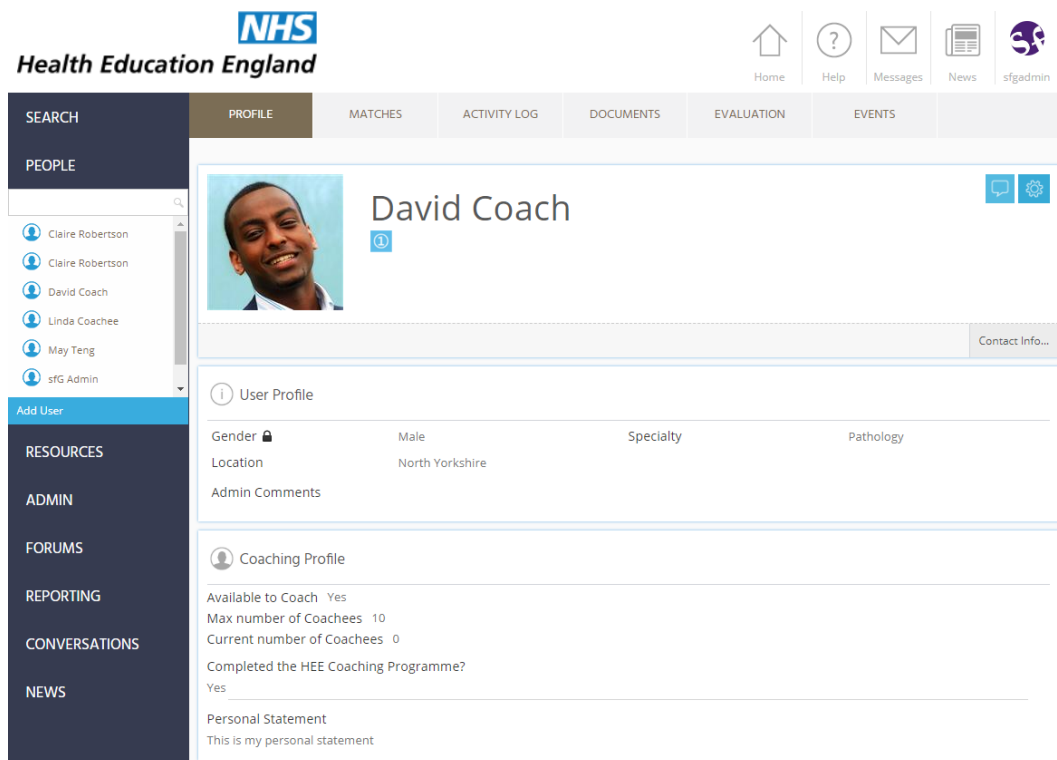 NHS
Health Education England
Home
Help
Messages
News
sfgadmin
SEARCH
PROFILE
MATCHES
ACTIVITY LOG
DOCUMENTS
EVALUATION
EVENTS
PEOPLE
Claire Robertson
Claire Robertson
David Coach
Linda Coachee
May Teng
sfG Admin
Add User
RESOURCES
ADMIN
FORUMS
REPORTING
CONVERSATIONS
NEWS
David Coach
1
Contact Info...
User Profile
Gender Male Specialty Pathology
Location North Yorkshire
Admin Comments
Coaching Profile
Available to Coach Yes
Max number of Coachees 10
Current number of Coachees 0
Completed the HEE Coaching Programme?
Yes
Personal Statement
This is my personal statement